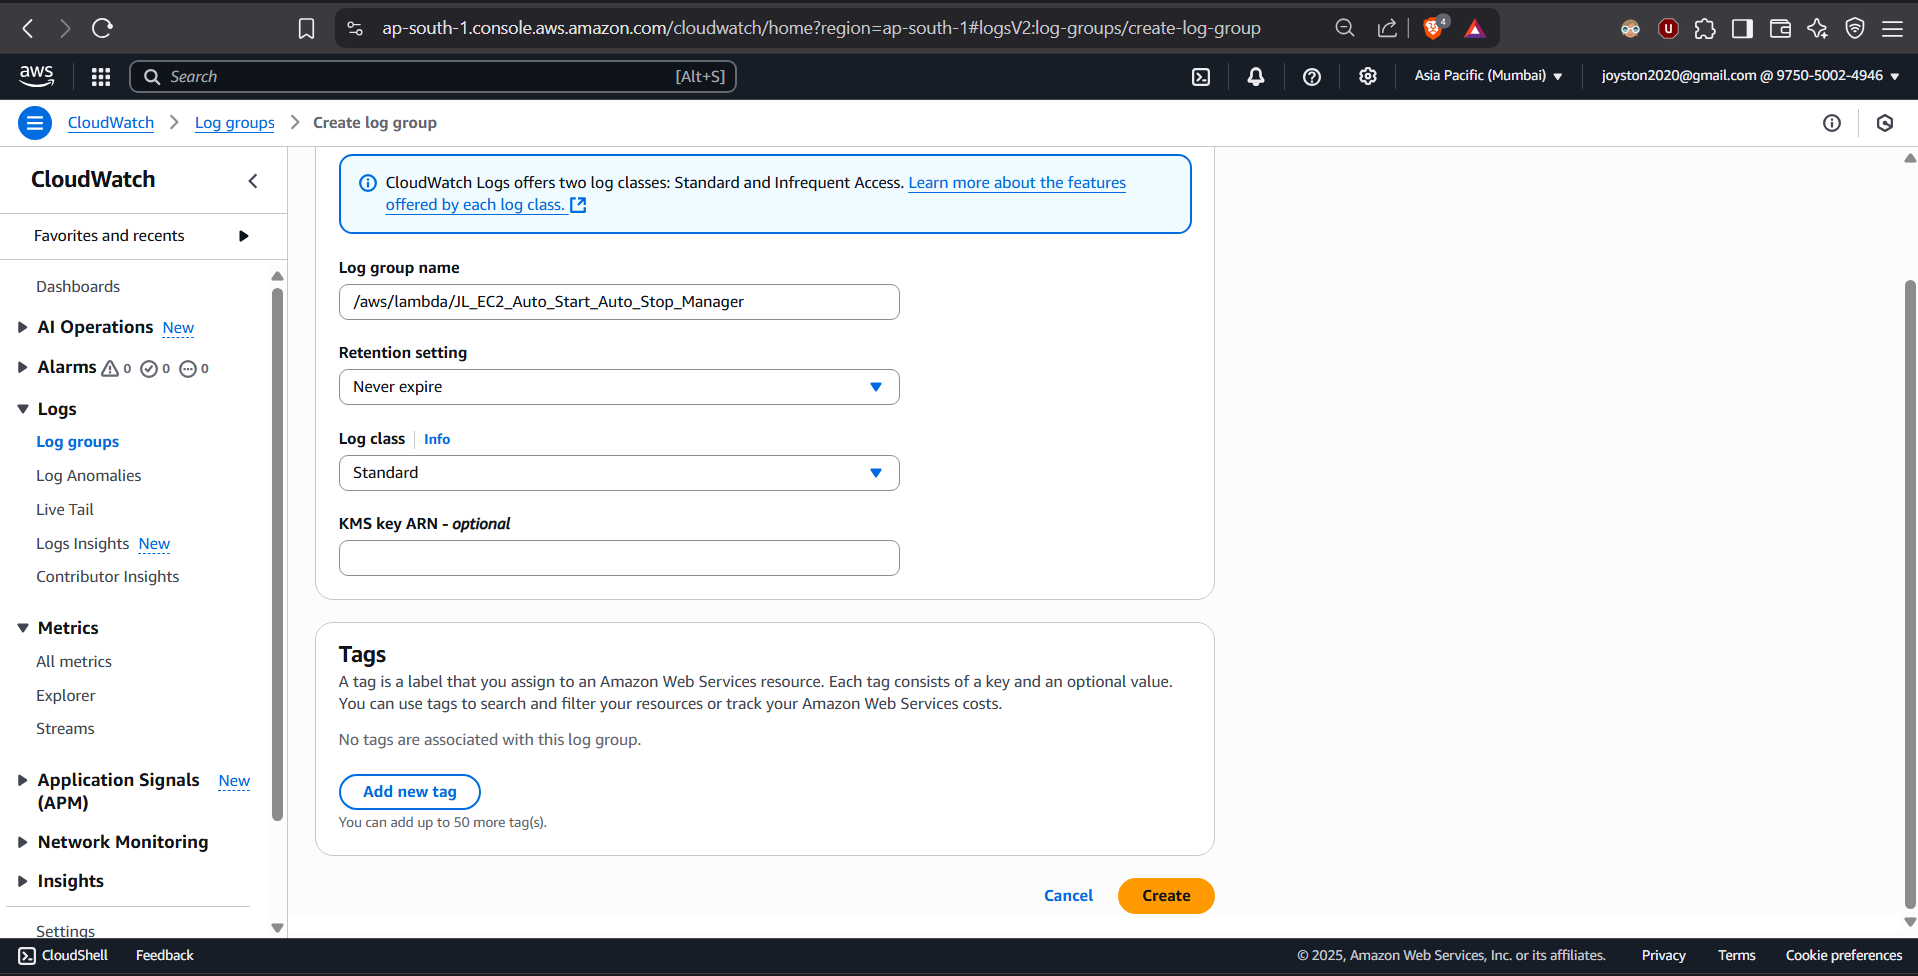 ap-south-1.console.aws.amazon.com/cloudwatch/home?region=ap-south-1#logsV2:log-groups/create-log-group
4
U
aws
Search
[Alt+S]
Asia Pacific (Mumbai)
joyston2020@gmail.com @ 9750-5002-4946
CloudWatch
Log groups
Create log group
CloudWatch
Favorites and recents
Dashboards
AI Operations New
Alarms 0 0 0
Logs
Log groups
Log Anomalies
Live Tail
Logs Insights New
Contributor Insights
Metrics
All metrics
Explorer
Streams
Application Signals New
(APM)
Network Monitoring
Insights
Settings
CloudWatch Logs offers two log classes: Standard and Infrequent Access. Learn more about the features
offered by each log class.
Log group name
/aws/lambda/JL_EC2_Auto_Start_Auto_Stop_Manager
Retention setting
Never expire
Log class Info
Standard
KMS key ARN - optional
Tags
A tag is a label that you assign to an Amazon Web Services resource. Each tag consists of a key and an optional value.
You can use tags to search and filter your resources or track your Amazon Web Services costs.
No tags are associated with this log group.
Add new tag
You can add up to 50 more tag(s).
Cancel
Create
CloudShell
Feedback
© 2025, Amazon Web Services, Inc. or its affiliates.
Privacy
Terms
Cookie preferences